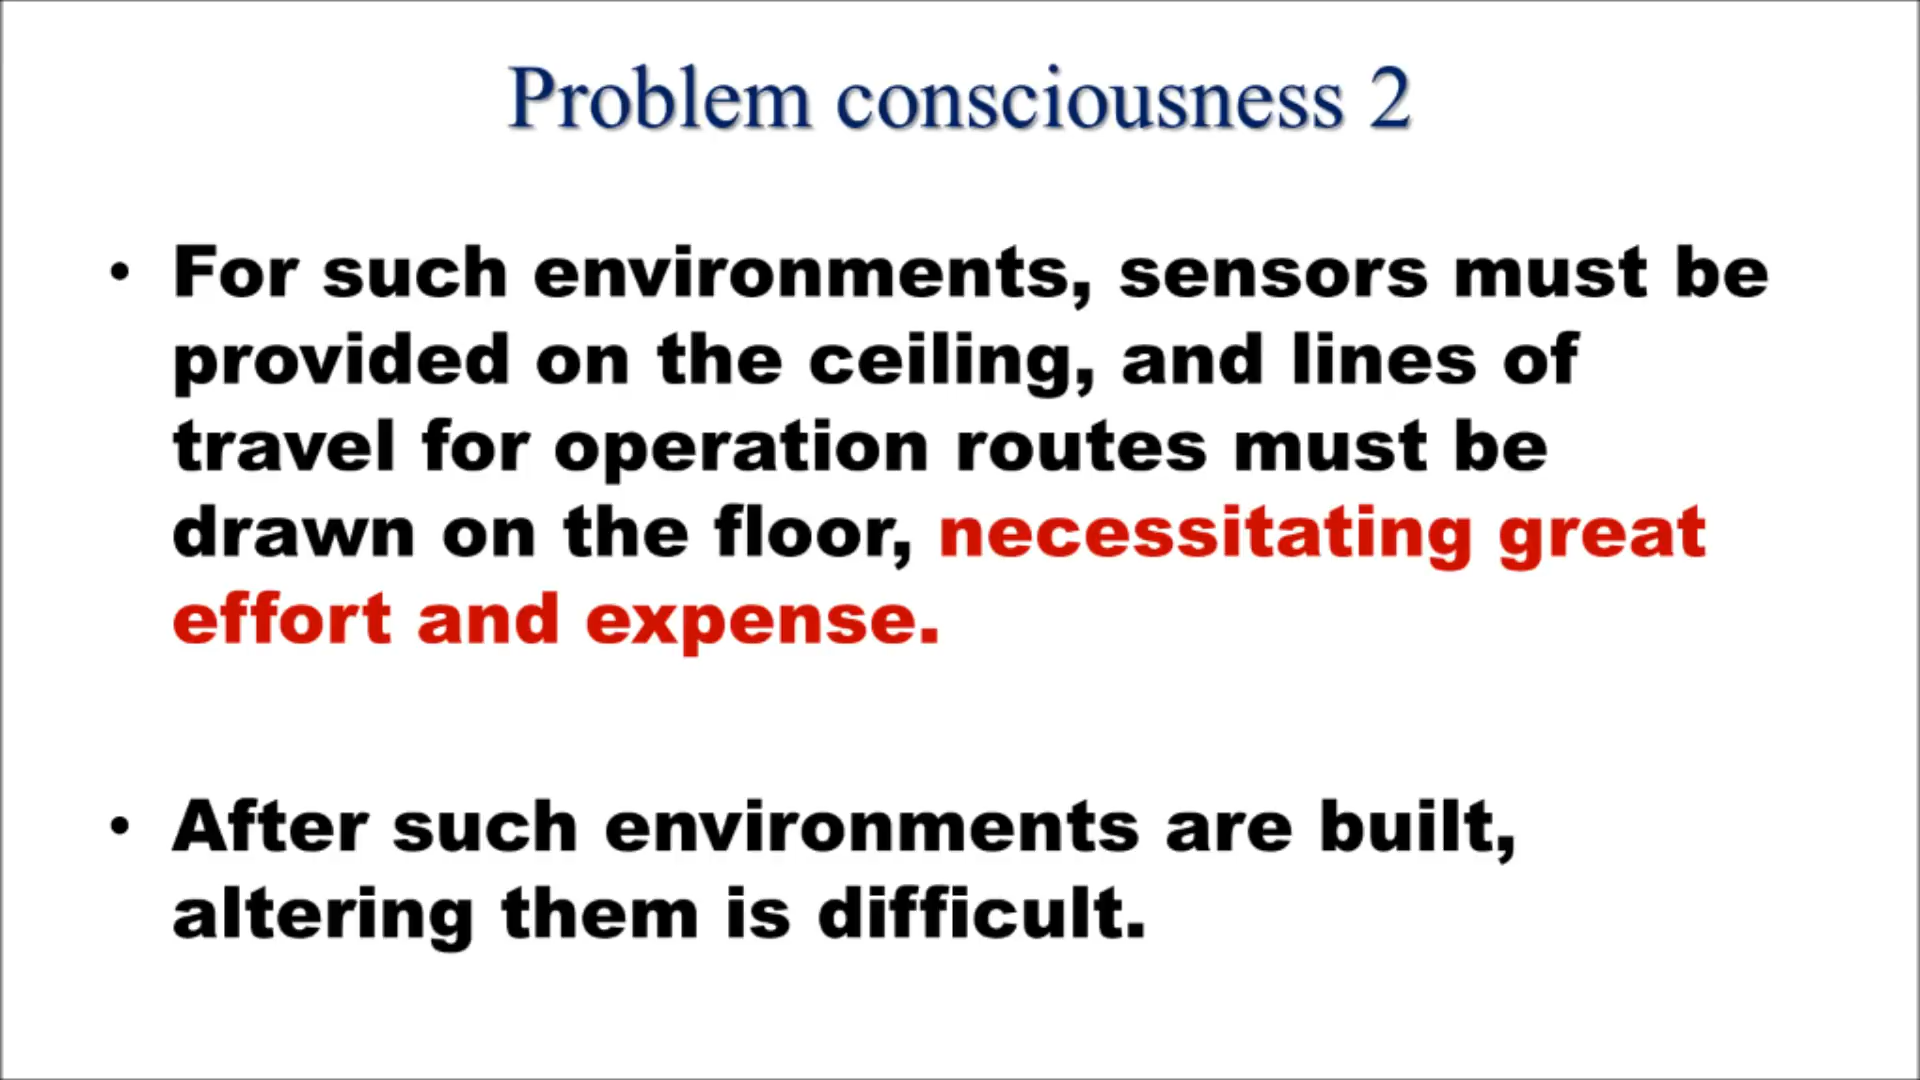 Problem consciousness 2
• For such environments, sensors must be
provided on the ceiling, and lines of
travel for operation routes must be
drawn on the floor, necessitating great
effort and expense.
• After such environments are built,
altering them is difficult.